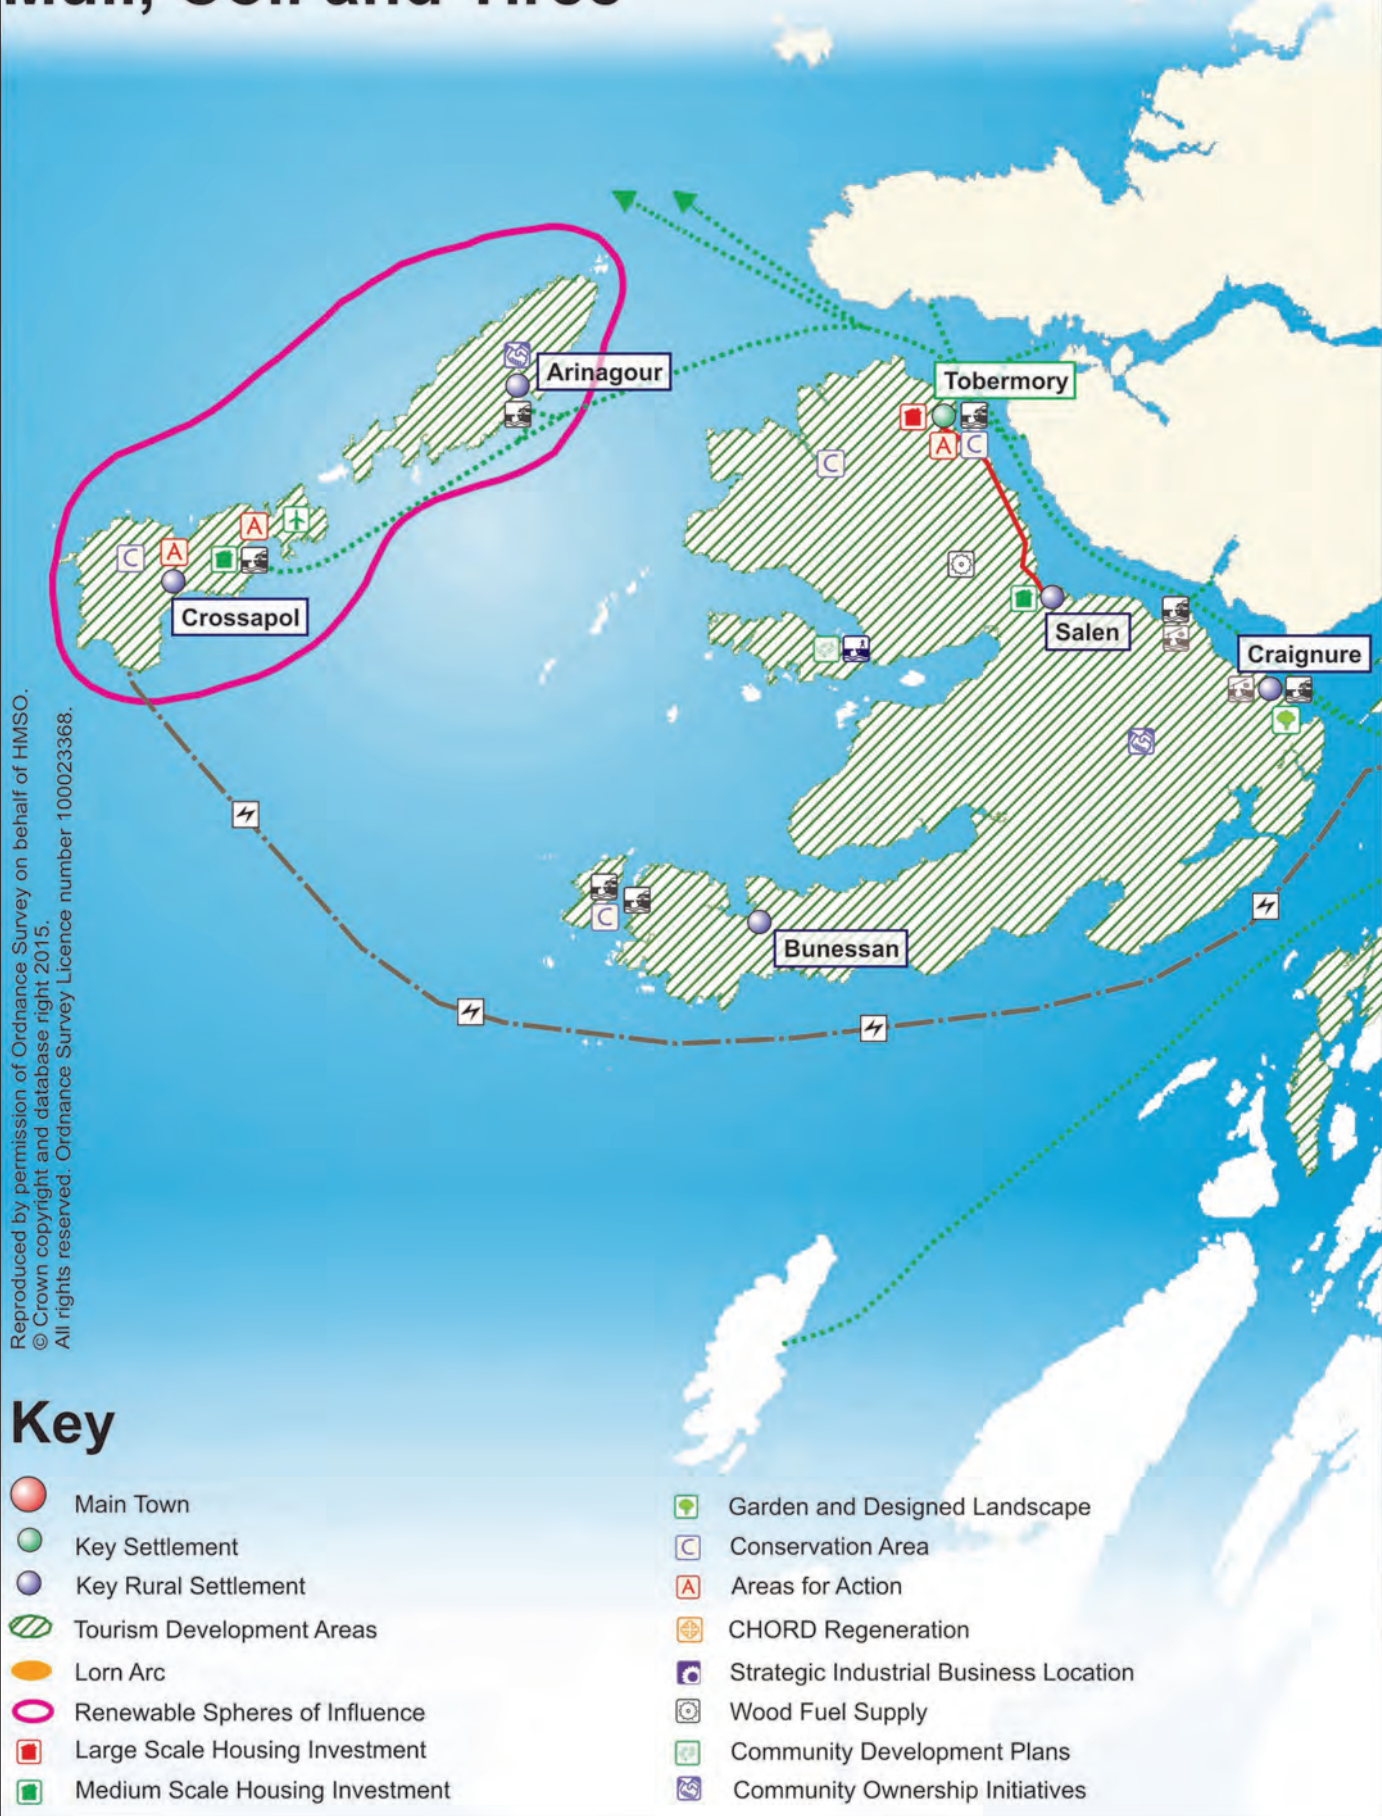 Mull, Coll and Tiree
Arinagour
Tobermory
C
A
C
A
C
A
Crossapol
Salen
Craignure
C
Bunessan
Reproduced by permission of Ordnance Survey on behalf of HMSO.
© Crown copyright and database right 2015.
All rights reserved. Ordnance Survey Licence number 100023368.
Key
Main Town
Key Settlement
Key Rural Settlement
Tourism Development Areas
Lorn Arc
Renewable Spheres of Influence
Large Scale Housing Investment
Medium Scale Housing Investment
Garden and Designed Landscape
C Conservation Area
A Areas for Action
CHORD Regeneration
Strategic Industrial Business Location
Wood Fuel Supply
Community Development Plans
Community Ownership Initiatives